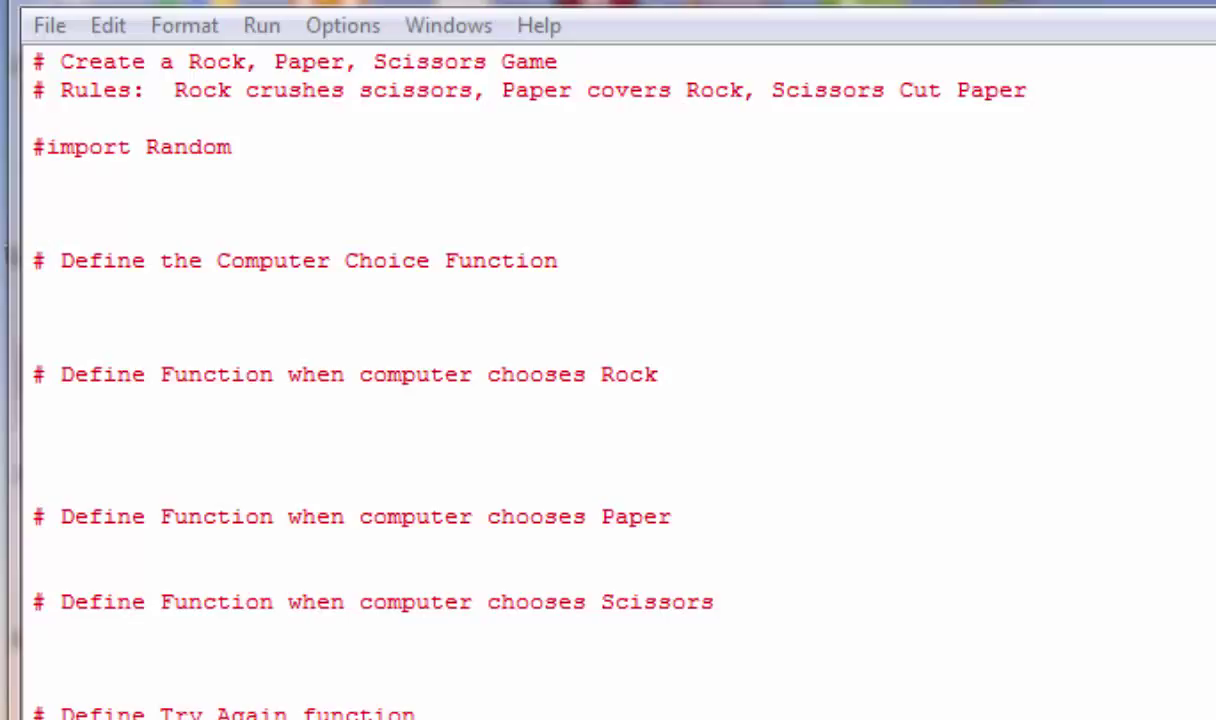 File Edit Format Run Options Windows Help
# Create a Rock, Paper, Scissors Game
# Rules:  Rock crushes scissors, Paper covers Rock, Scissors Cut Paper
#import Random
# Define the Computer Choice Function
# Define Function when computer chooses Rock
# Define Function when computer chooses Paper
# Define Function when computer chooses Scissors
# Define Try Again function